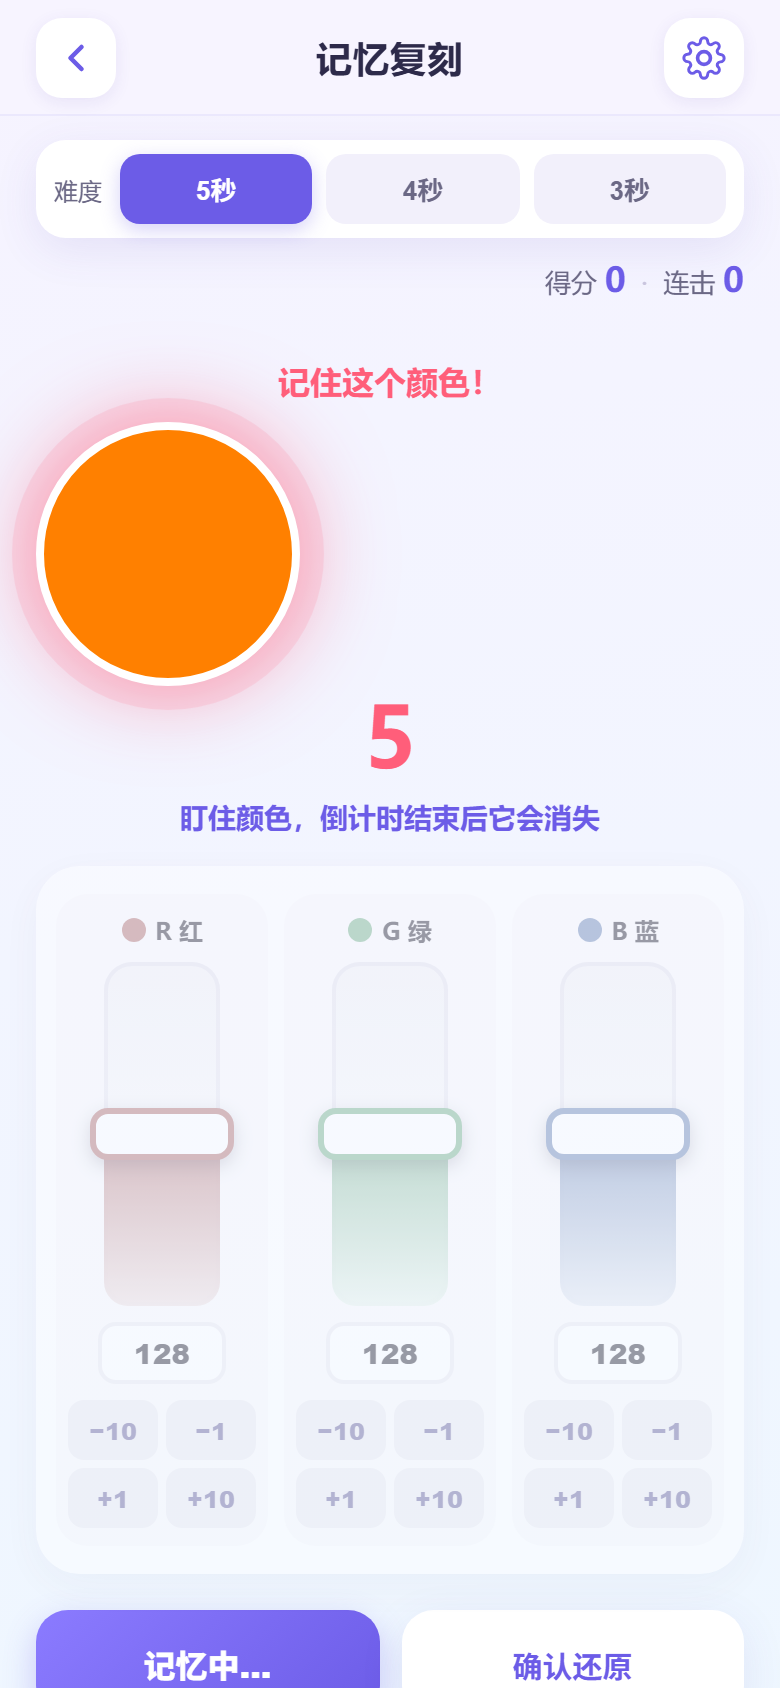 记忆复刻
难度 5秒 4秒 3秒
得分 0 · 连击 0
记住这个颜色！
5
盯住颜色，倒计时结束后它会消失
R 红 G 绿 B 蓝
128 128 128
−10 −1 −10 −1 −10 −1
+1 +10 +1 +10 +1 +10
记忆中... 确认还原